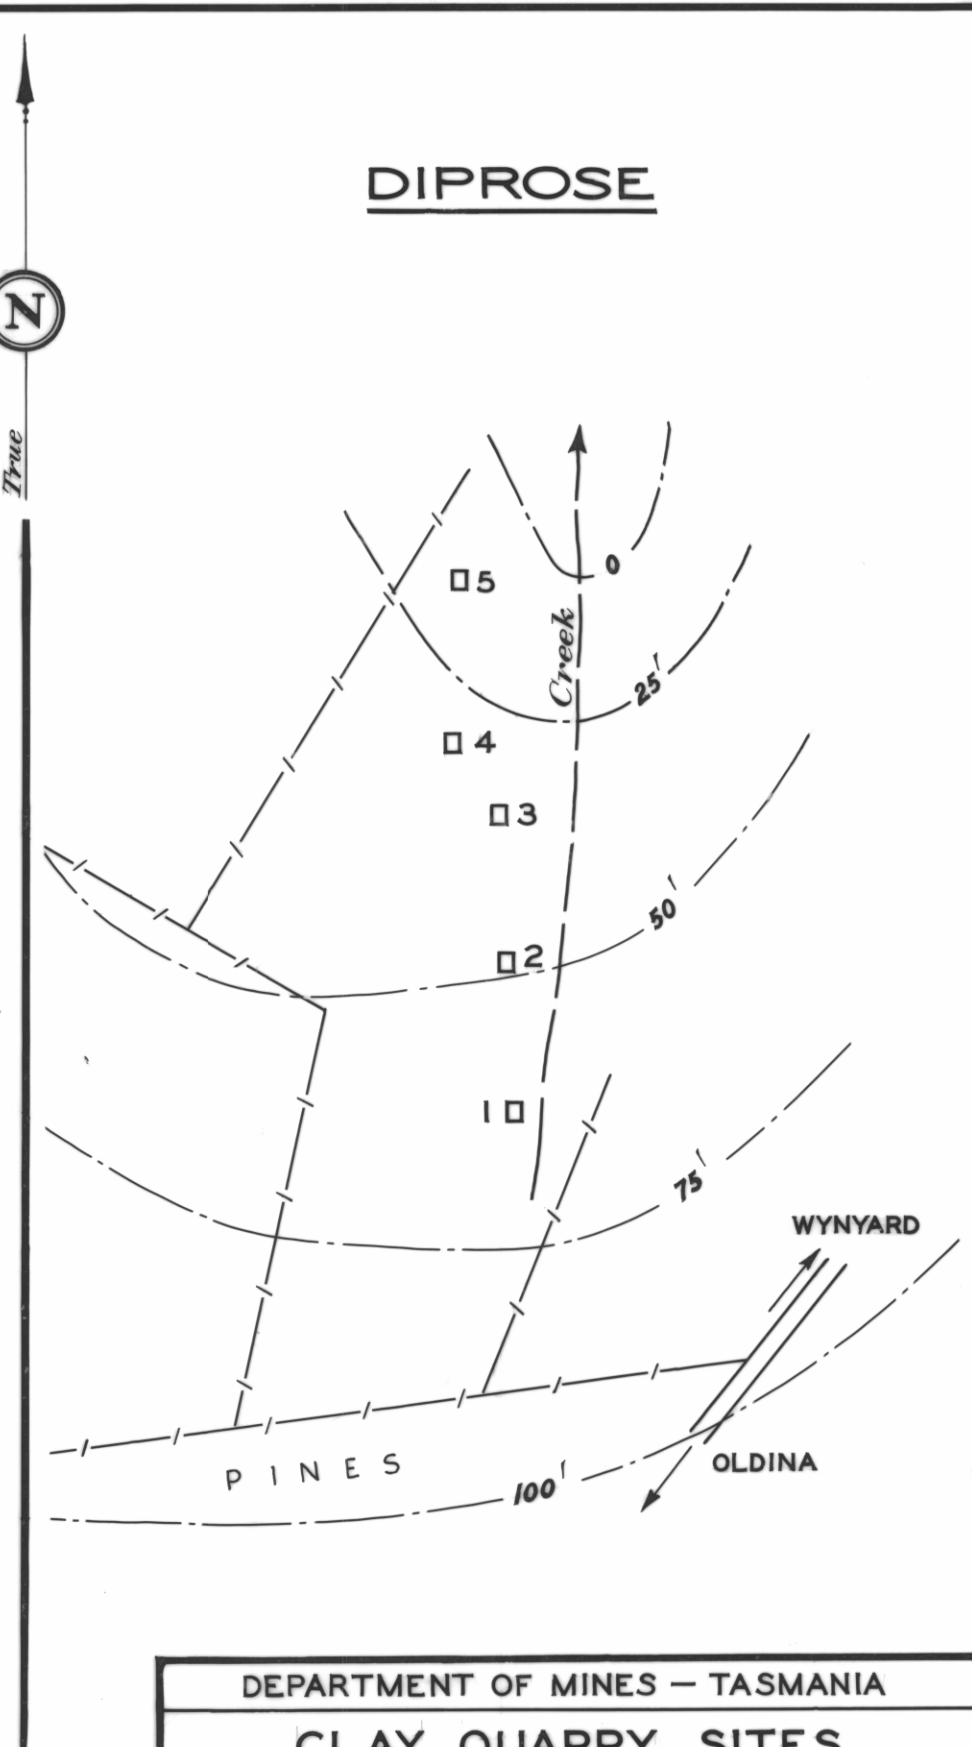 DIPROSE
N
True
0
5
Creek
25'
4
3
50'
2
1
75'
WYNYARD
OLDINA
PINES
100'
DEPARTMENT OF MINES — TASMANIA
CLAY QUARRY SITES